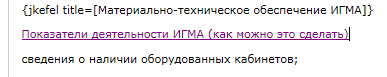 {jkefel title=[Материально-техническое обеспечение ИГМА]}
Показатели деятельности ИГМА (как можно это сделать)
сведения о наличии оборудованных кабинетов;